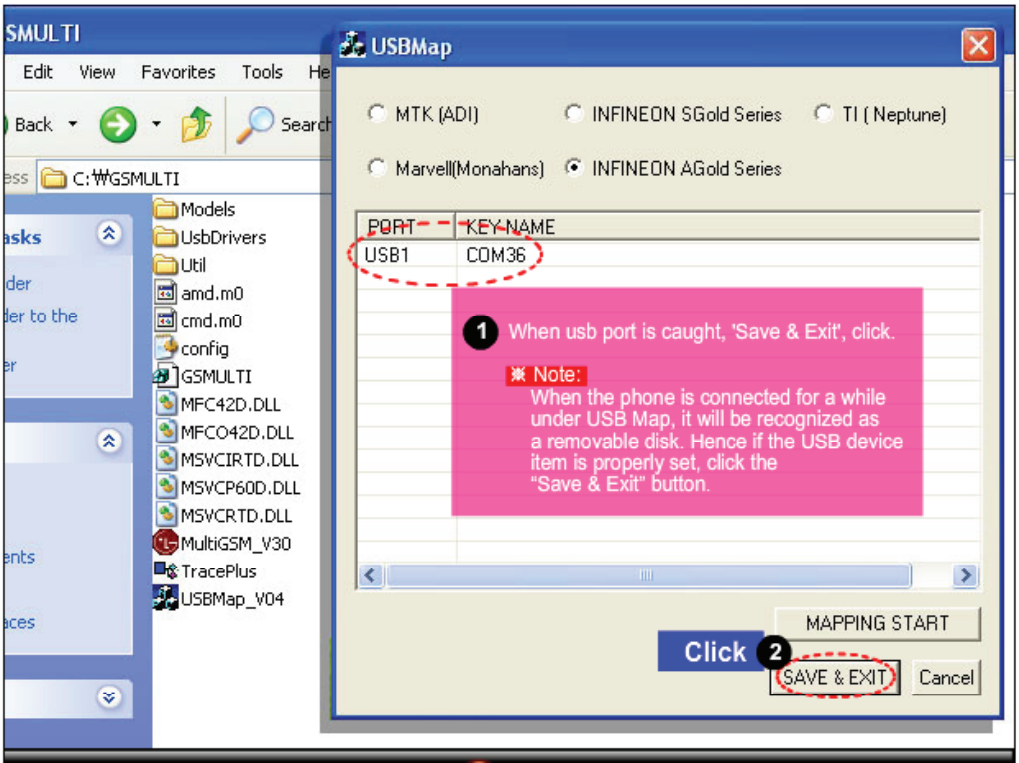 SMULTI
Edit View Favorites Tools He
Back
Search
ess C:₩GSMULTI
asks
der
der to the
er
ents
aces
Models
UsbDrivers
Util
amd.m0
cmd.m0
config
GSMULTI
MFC42D.DLL
MFCO42D.DLL
MSVCIRTD.DLL
MSVCP60D.DLL
MSVCRTD.DLL
MultiGSM_V30
TracePlus
USBMap_V04
USBMap
MTK (ADI) INFINEON SGold Series TI ( Neptune)
Marvell(Monahans) INFINEON AGold Series
PORT KEY-NAME
USB1 COM36
1 When usb port is caught, 'Save & Exit', click.
※ Note:
When the phone is connected for a while
under USB Map, it will be recognized as
a removable disk. Hence if the USB device
item is properly set, click the
“Save & Exit” button.
MAPPING START
Click 2
SAVE & EXIT Cancel